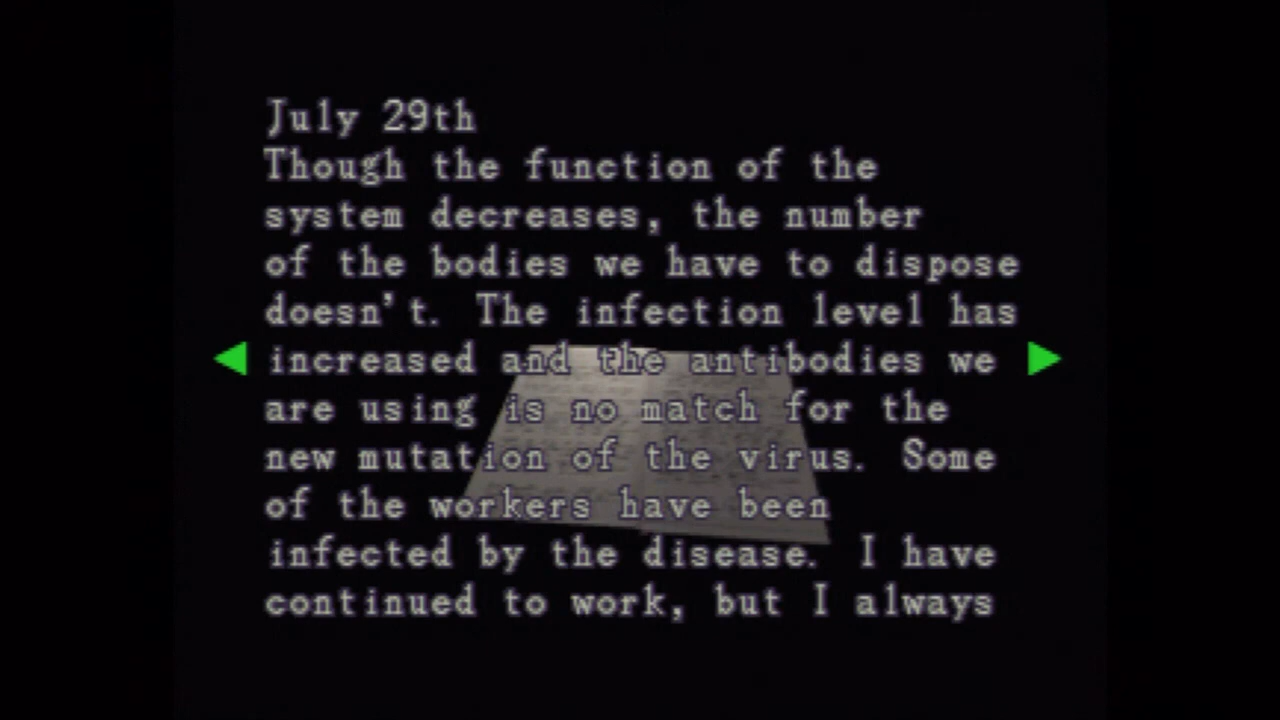 July 29th
Though the function of the
system decreases, the number
of the bodies we have to dispose
doesn't. The infection level has
increased and the antibodies we
are using is no match for the
new mutation of the virus. Some
of the workers have been
infected by the disease. I have
continued to work, but I always